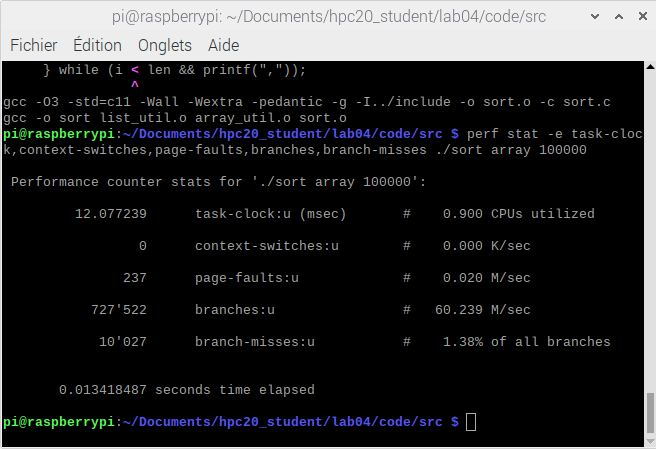 pi@raspberrypi: ~/Documents/hpc20_student/lab04/code/src
Fichier Édition Onglets Aide
} while (i < len && printf(","));
^
gcc -O3 -std=c11 -Wall -Wextra -pedantic -g -I../include -o sort.o -c sort.c
gcc -o sort list_util.o array_util.o sort.o
pi@raspberrypi:~/Documents/hpc20_student/lab04/code/src $ perf stat -e task-cloc
k,context-switches,page-faults,branches,branch-misses ./sort array 100000
Performance counter stats for './sort array 100000':
12.077239 task-clock:u (msec) # 0.900 CPUs utilized
0 context-switches:u # 0.000 K/sec
237 page-faults:u # 0.020 M/sec
727'522 branches:u # 60.239 M/sec
10'027 branch-misses:u # 1.38% of all branches
0.013418487 seconds time elapsed
pi@raspberrypi:~/Documents/hpc20_student/lab04/code/src $